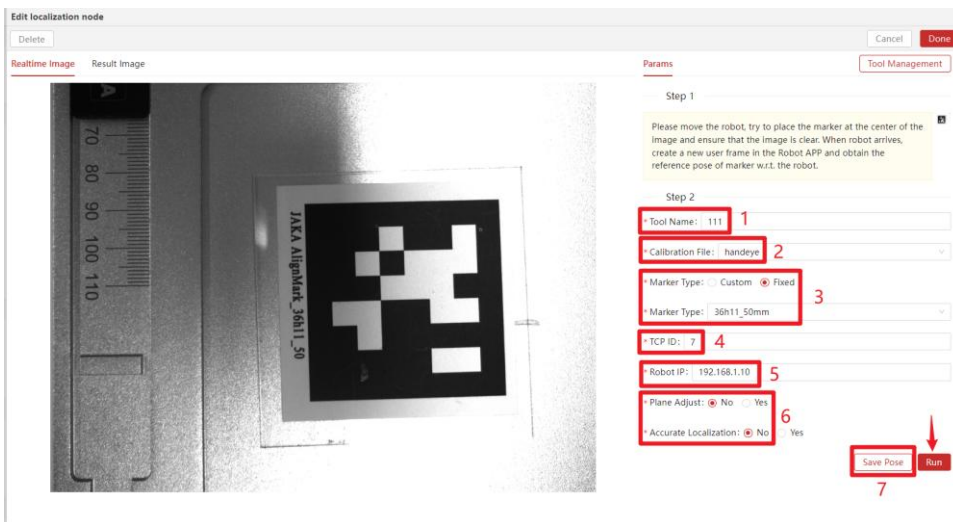 Edit localization node
Delete
Cancel
Done
Realtime Image Result Image
Params
Tool Management
A
70
80
90
100
110
JAKA AlignMark_36h11_50
Step 1
Please move the robot, try to place the marker at the center of the
image and ensure that the image is clear. When robot arrives,
create a new user frame in the Robot APP and obtain the
reference pose of marker w.r.t. the robot.
Step 2
* Tool Name: 111 1
* Calibration File: handeye 2
* Marker Type: Custom Fixed
3
* Marker Type: 36h11_50mm
* TCP ID: 7 4
* Robot IP: 192.168.1.10 5
* Plane Adjust: No Yes
6
* Accurate Localization: No Yes
Save Pose Run
7